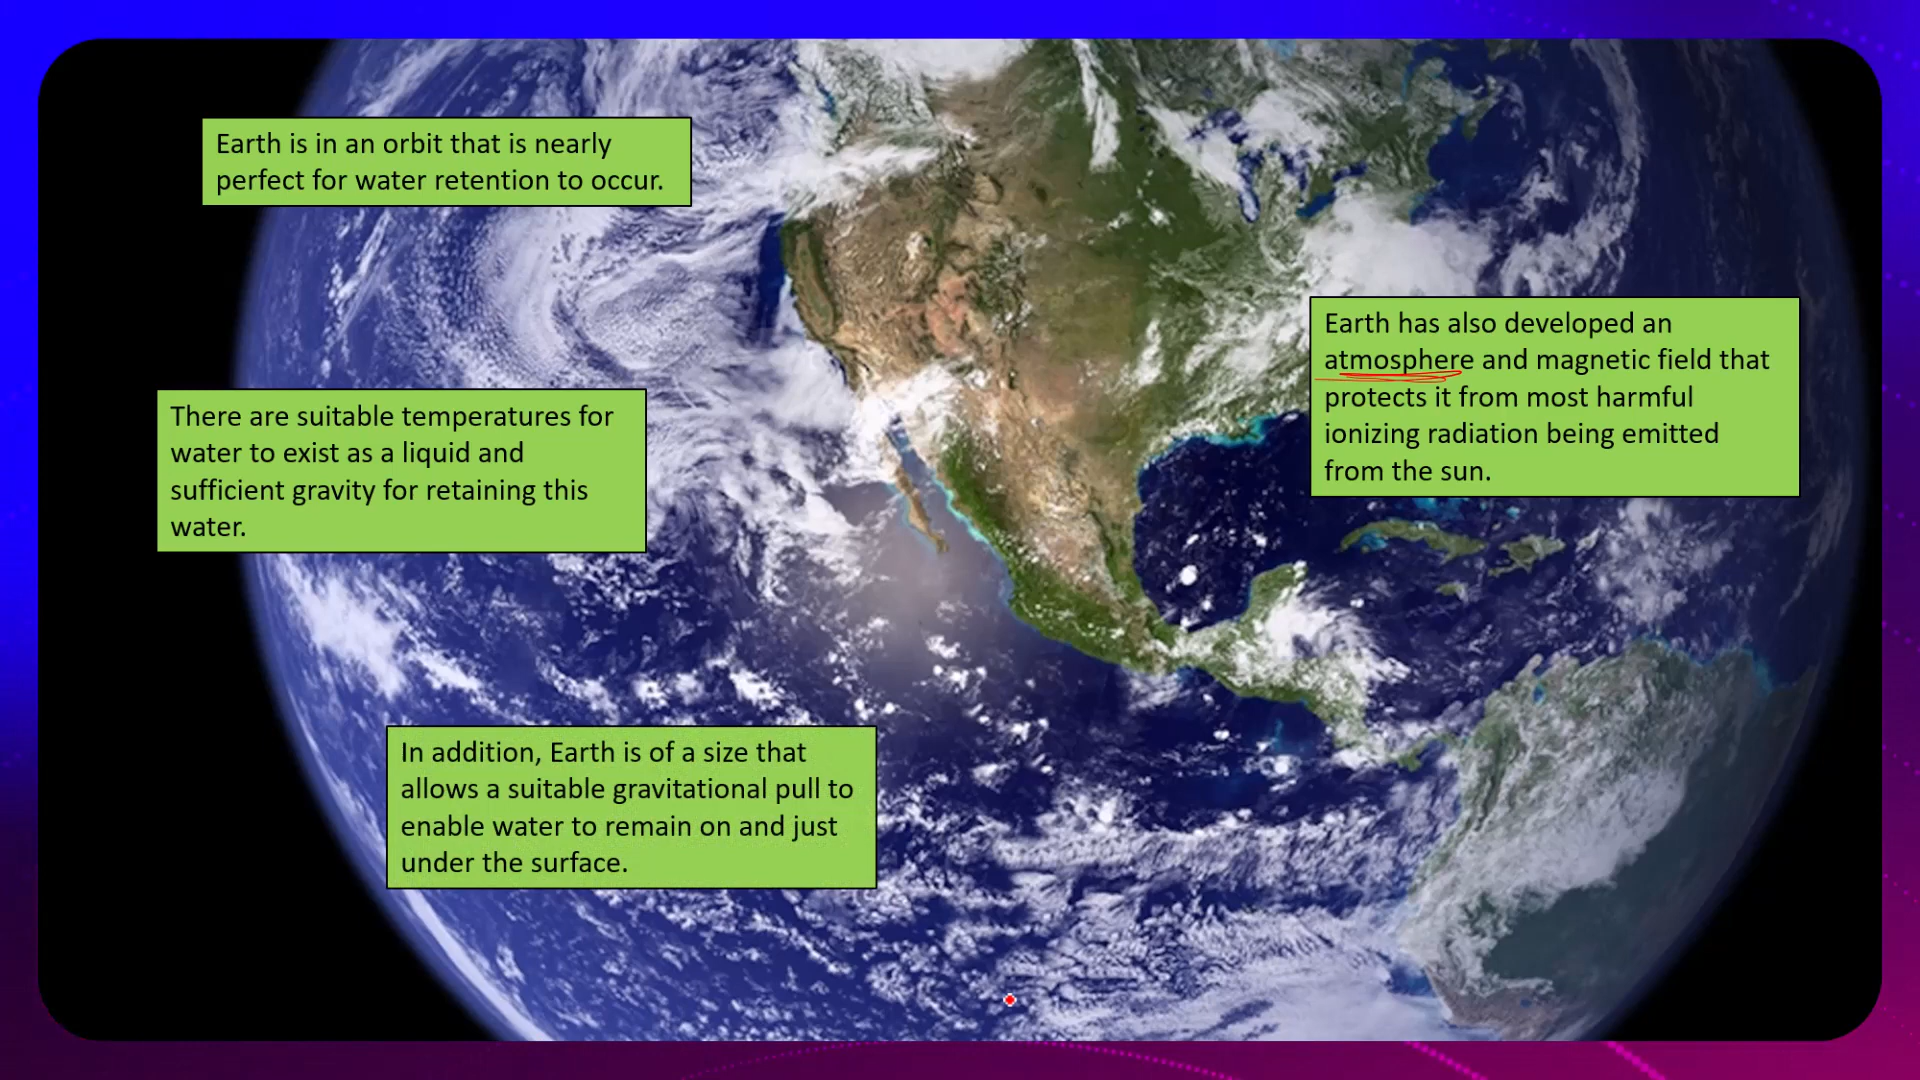 Earth is in an orbit that is nearly
perfect for water retention to occur.
There are suitable temperatures for
water to exist as a liquid and
sufficient gravity for retaining this
water.
In addition, Earth is of a size that
allows a suitable gravitational pull to
enable water to remain on and just
under the surface.
Earth has also developed an
atmosphere and magnetic field that
protects it from most harmful
ionizing radiation being emitted
from the sun.